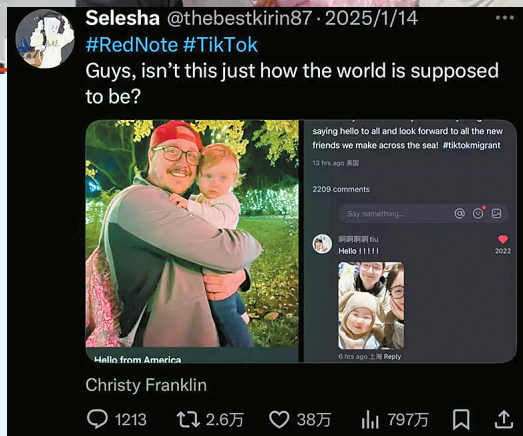 Selesha @thebestkirin87 · 2025/1/14
#RedNote #TikTok
Guys, isn't this just how the world is supposed
to be?
Hello from America
saying hello to all and look forward to all the new
friends we make across the sea! #tiktokmigrant
13 hrs ago 美国
2209 comments
Say something...
啊啊啊啊tiu
Hello！！！！！
2022
6 hrs ago 上海 Reply
Christy Franklin
1213 2.6万 38万 797万